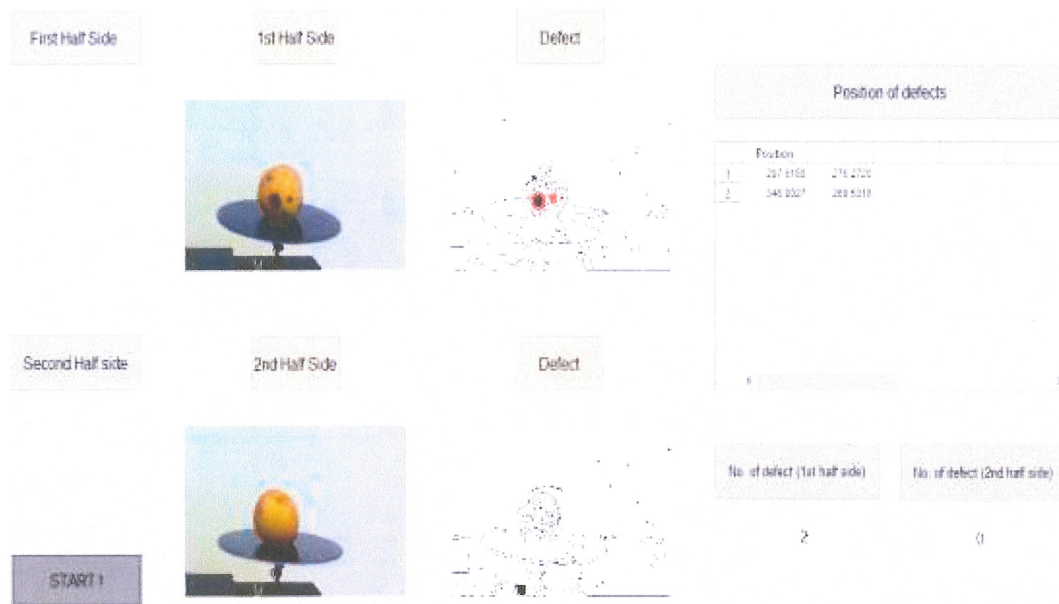 First Half Side
1st Half Side
Defect
Position of defects
Position
1
2
Second Half side
2nd Half Side
Defect
No. of defect (1st half side)
No. of defect (2nd half side)
2
0
START !